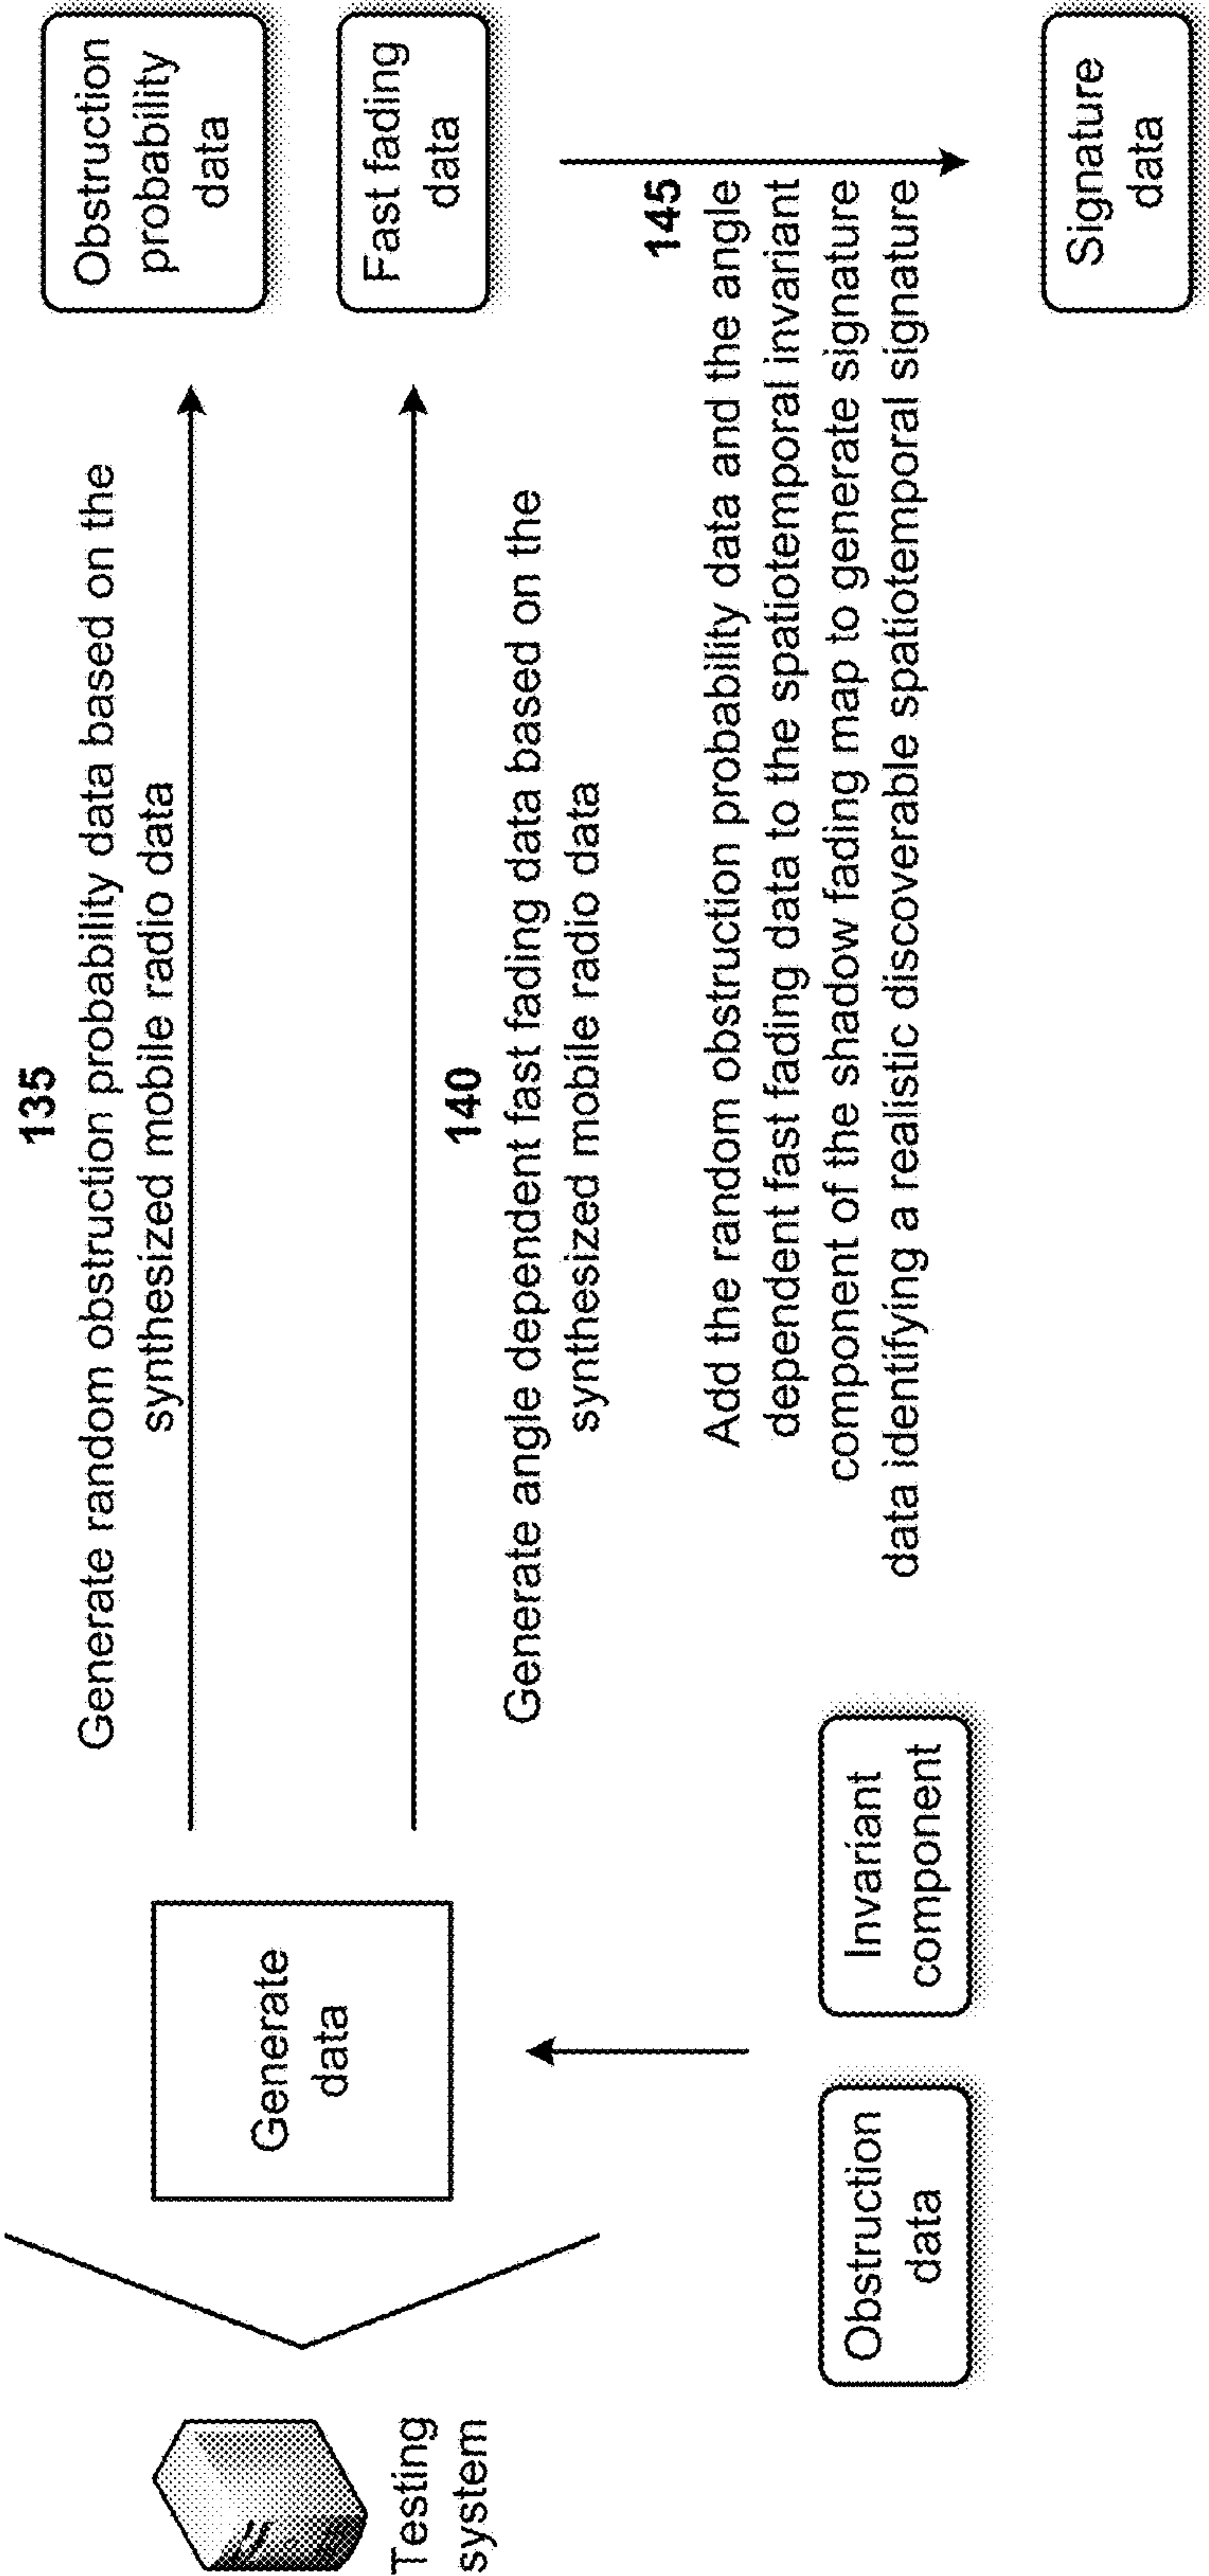 Testing
system
Generate
data
135
Generate random obstruction probability data based on the
synthesized mobile radio data
Obstruction
probability
data
140
Generate angle dependent fast fading data based on the
synthesized mobile radio data
Fast fading
data
145
Add the random obstruction probability data and the angle
dependent fast fading data to the spatiotemporal invariant
component of the shadow fading map to generate signature
data identifying a realistic discoverable spatiotemporal signature
Obstruction
data
Invariant
component
Signature
data